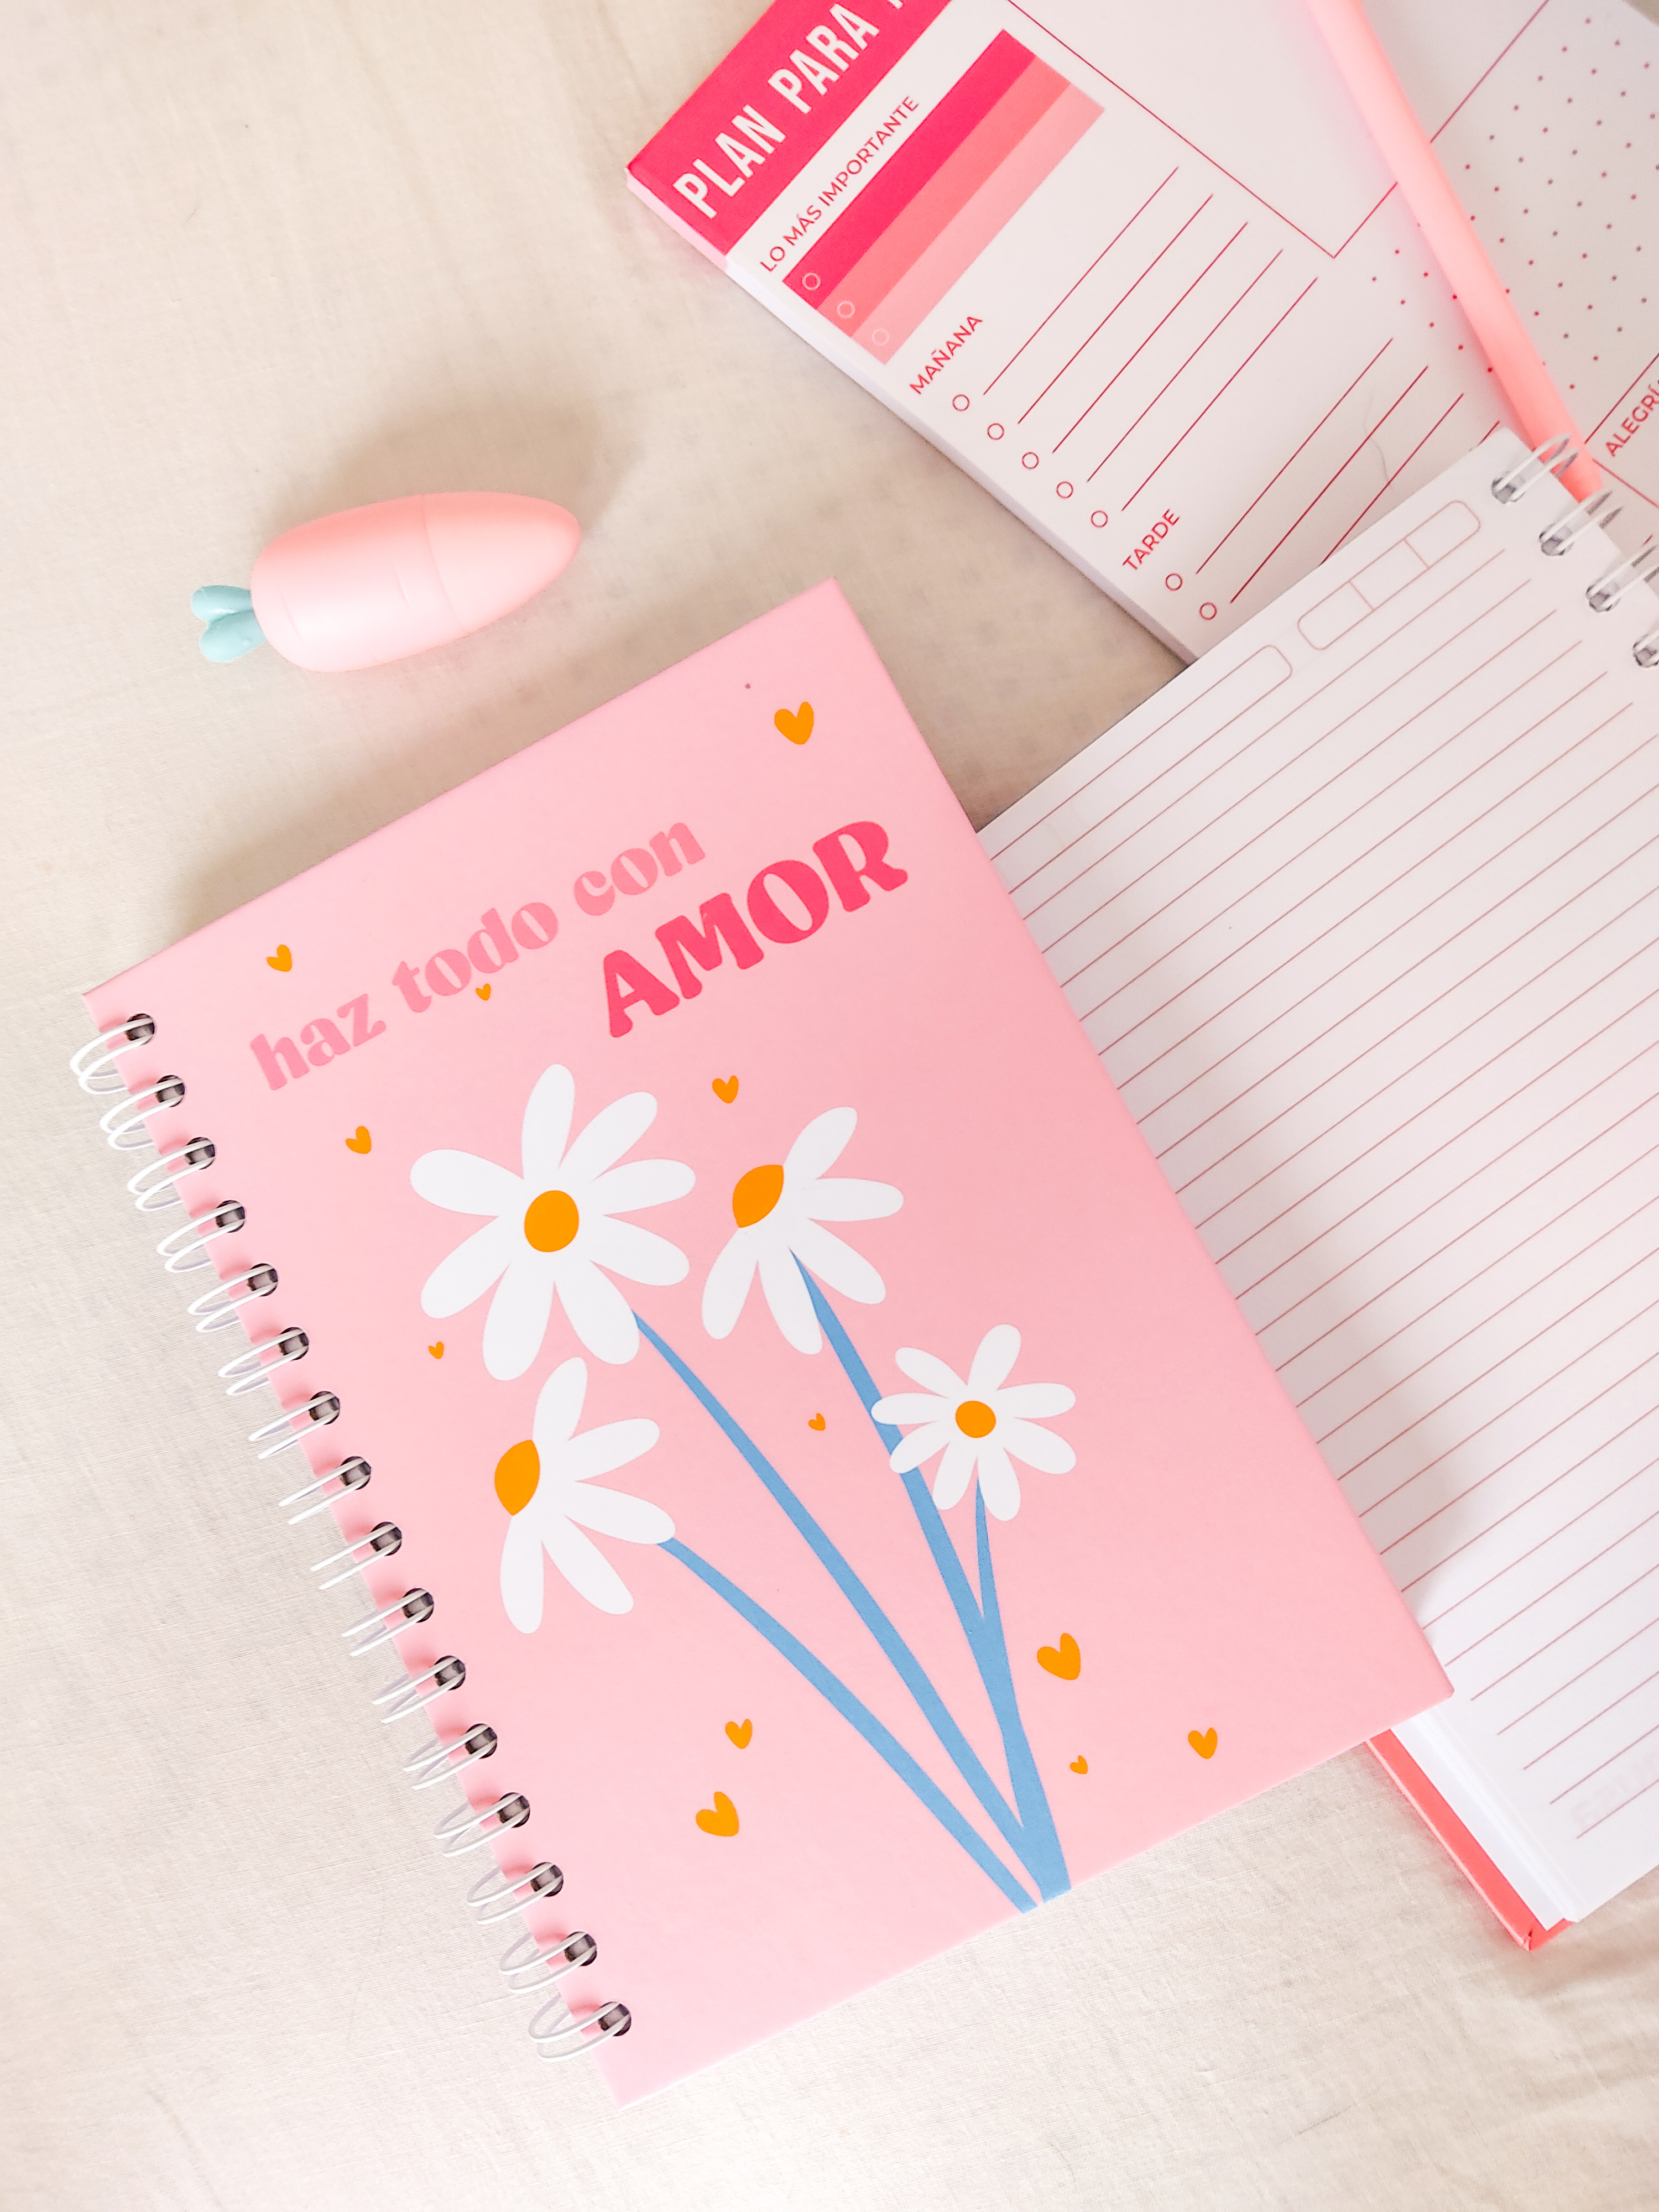 PLAN PARA
LO MÁS IMPORTANTE
MAÑANA
TARDE
haz todo con
AMOR